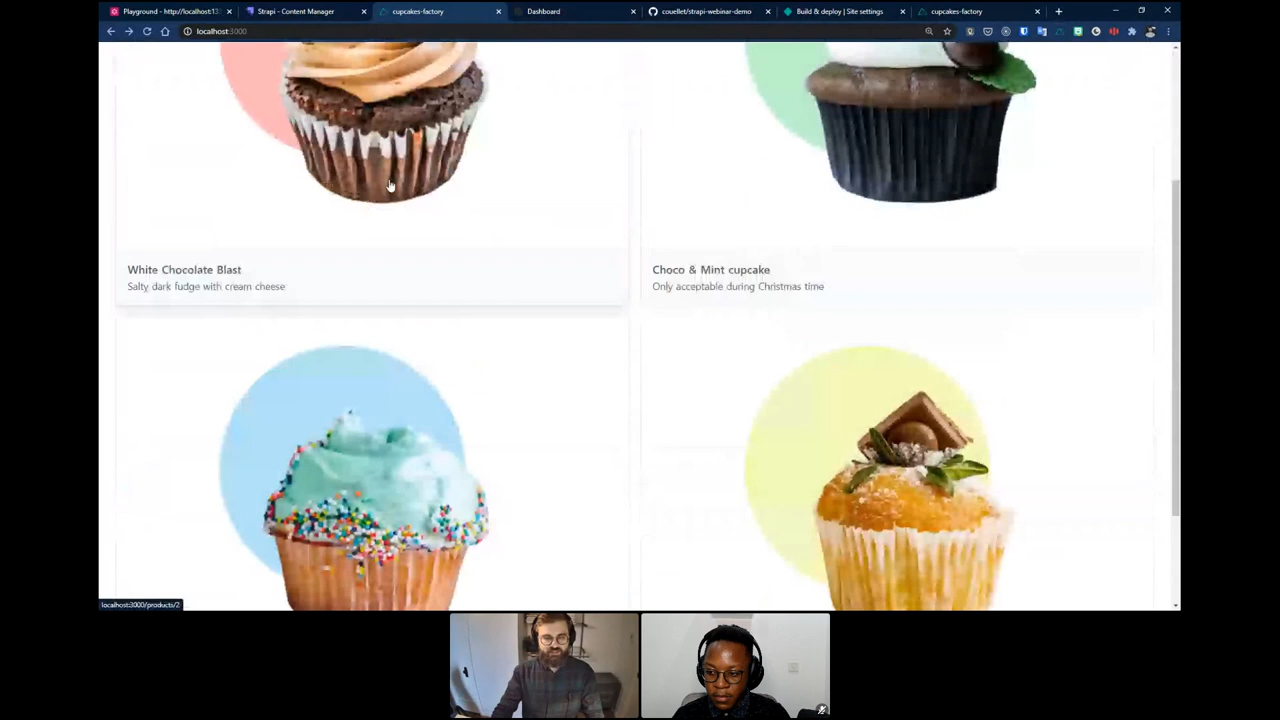 Playground - http://localhost:13
Strapi - Content Manager
cupcakes-factory
Dashboard
couellet/strapi-webinar-demo
Build & deploy | Site settings
cupcakes-factory
localhost:3000
White Chocolate Blast
Salty dark fudge with cream cheese
Choco & Mint cupcake
Only acceptable during Christmas time
localhost:3000/products/2